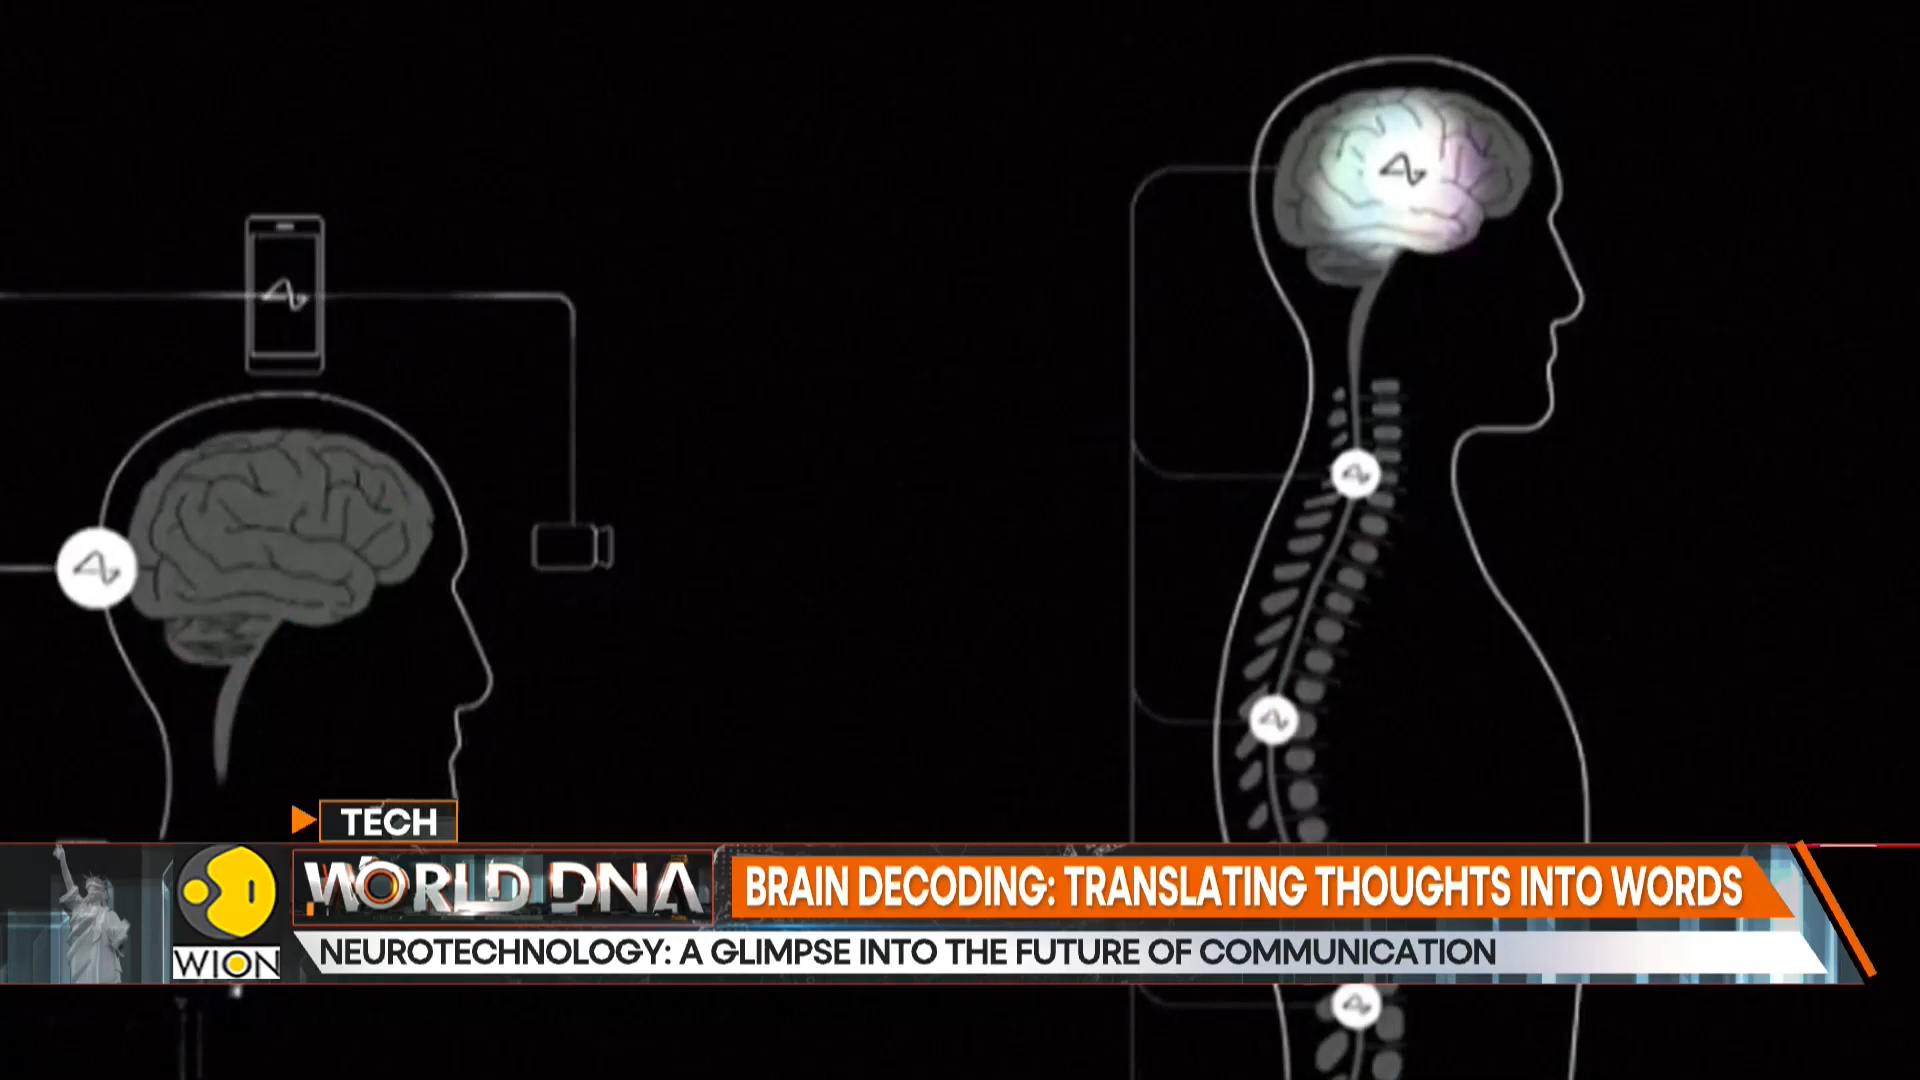 TECH
WORLD DNA
BRAIN DECODING: TRANSLATING THOUGHTS INTO WORDS
WION
NEUROTECHNOLOGY: A GLIMPSE INTO THE FUTURE OF COMMUNICATION